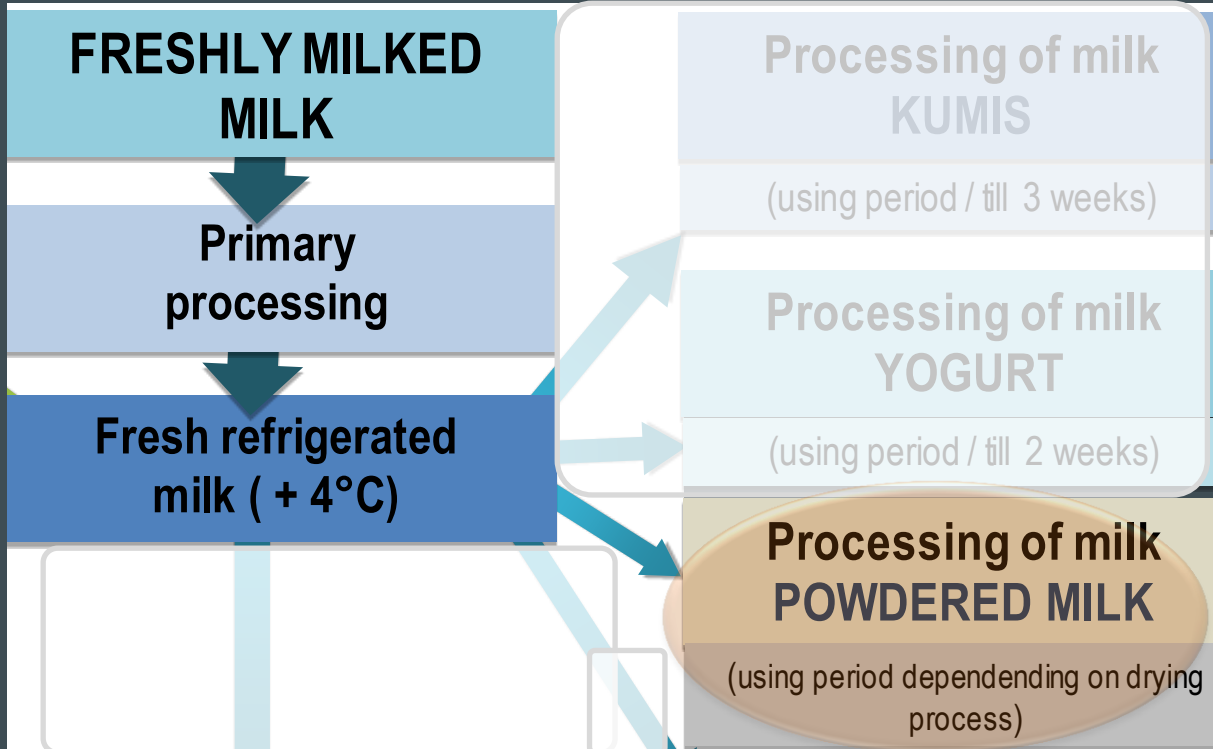 FRESHLY MILKED
MILK
Primary
processing
Fresh refrigerated
milk ( + 4°C)
Processing of milk
KUMIS
(using period / till 3 weeks)
Processing of milk
YOGURT
(using period / till 2 weeks)
Processing of milk
POWDERED MILK
(using period dependending on drying
process)